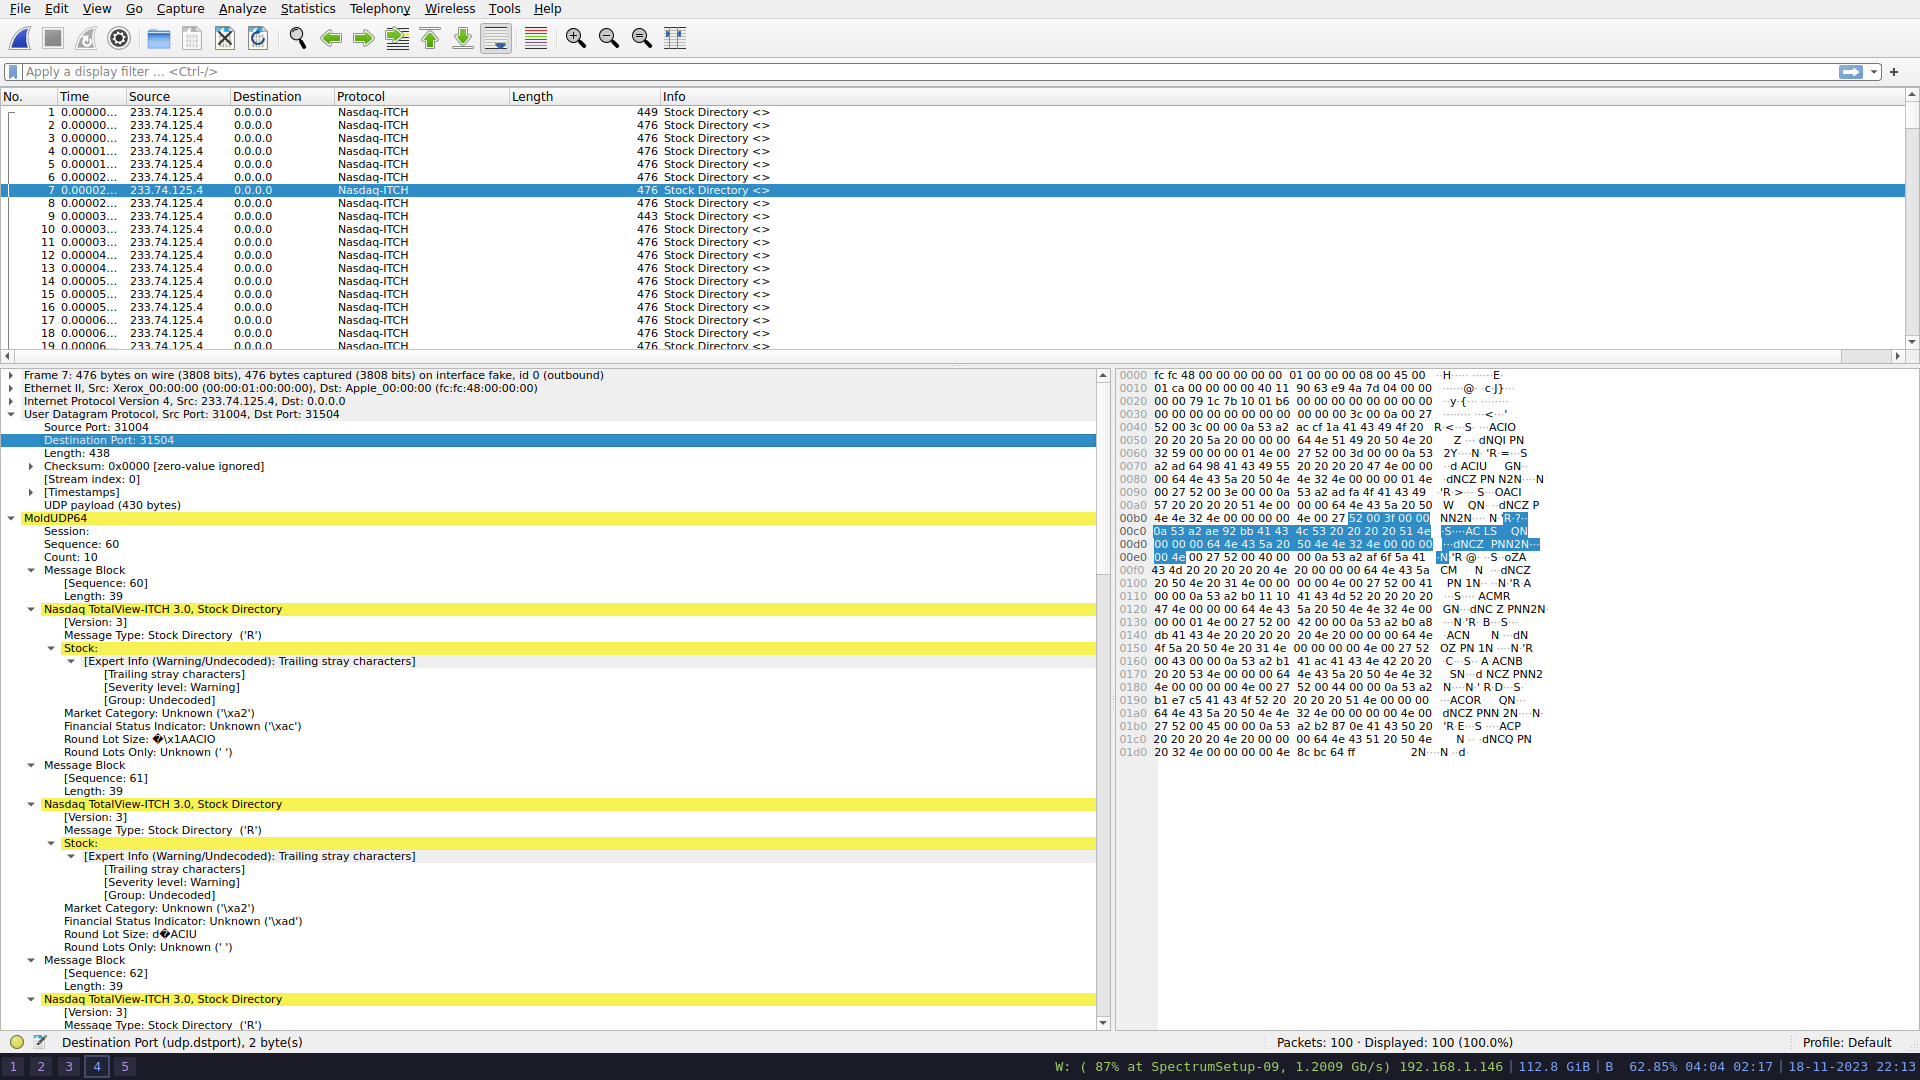 File Edit View Go Capture Analyze Statistics Telephony Wireless Tools Help
Apply a display filter ... <Ctrl-/>
No. Time Source Destination Protocol Length Info
1 0.00000... 233.74.125.4 0.0.0.0 Nasdaq-ITCH 449 Stock Directory <>
2 0.00000... 233.74.125.4 0.0.0.0 Nasdaq-ITCH 476 Stock Directory <>
3 0.00000... 233.74.125.4 0.0.0.0 Nasdaq-ITCH 476 Stock Directory <>
4 0.00001... 233.74.125.4 0.0.0.0 Nasdaq-ITCH 476 Stock Directory <>
5 0.00001... 233.74.125.4 0.0.0.0 Nasdaq-ITCH 476 Stock Directory <>
6 0.00002... 233.74.125.4 0.0.0.0 Nasdaq-ITCH 476 Stock Directory <>
7 0.00002... 233.74.125.4 0.0.0.0 Nasdaq-ITCH 476 Stock Directory <>
8 0.00002... 233.74.125.4 0.0.0.0 Nasdaq-ITCH 476 Stock Directory <>
9 0.00003... 233.74.125.4 0.0.0.0 Nasdaq-ITCH 443 Stock Directory <>
10 0.00003... 233.74.125.4 0.0.0.0 Nasdaq-ITCH 476 Stock Directory <>
11 0.00003... 233.74.125.4 0.0.0.0 Nasdaq-ITCH 476 Stock Directory <>
12 0.00004... 233.74.125.4 0.0.0.0 Nasdaq-ITCH 476 Stock Directory <>
13 0.00004... 233.74.125.4 0.0.0.0 Nasdaq-ITCH 476 Stock Directory <>
14 0.00005... 233.74.125.4 0.0.0.0 Nasdaq-ITCH 476 Stock Directory <>
15 0.00005... 233.74.125.4 0.0.0.0 Nasdaq-ITCH 476 Stock Directory <>
16 0.00005... 233.74.125.4 0.0.0.0 Nasdaq-ITCH 476 Stock Directory <>
17 0.00006... 233.74.125.4 0.0.0.0 Nasdaq-ITCH 476 Stock Directory <>
18 0.00006... 233.74.125.4 0.0.0.0 Nasdaq-ITCH 476 Stock Directory <>
19 0.00006... 233.74.125.4 0.0.0.0 Nasdaq-ITCH 476 Stock Directory <>
Frame 7: 476 bytes on wire (3808 bits), 476 bytes captured (3808 bits) on interface fake, id 0 (outbound)
Ethernet II, Src: Xerox_00:00:00 (00:00:01:00:00:00), Dst: Apple_00:00:00 (fc:fc:48:00:00:00)
Internet Protocol Version 4, Src: 233.74.125.4, Dst: 0.0.0.0
User Datagram Protocol, Src Port: 31004, Dst Port: 31504
Source Port: 31004
Destination Port: 31504
Length: 438
Checksum: 0x0000 [zero-value ignored]
[Stream index: 0]
[Timestamps]
UDP payload (430 bytes)
MoldUDP64
Session:
Sequence: 60
Count: 10
Message Block
[Sequence: 60]
Length: 39
Nasdaq TotalView-ITCH 3.0, Stock Directory
[Version: 3]
Message Type: Stock Directory ('R')
Stock:
[Expert Info (Warning/Undecoded): Trailing stray characters]
[Trailing stray characters]
[Severity level: Warning]
[Group: Undecoded]
Market Category: Unknown ('\xa2')
Financial Status Indicator: Unknown ('\xac')
Round Lot Size: �\x1AACIO
Round Lots Only: Unknown (' ')
Message Block
[Sequence: 61]
Length: 39
Nasdaq TotalView-ITCH 3.0, Stock Directory
[Version: 3]
Message Type: Stock Directory ('R')
Stock:
[Expert Info (Warning/Undecoded): Trailing stray characters]
[Trailing stray characters]
[Severity level: Warning]
[Group: Undecoded]
Market Category: Unknown ('\xa2')
Financial Status Indicator: Unknown ('\xad')
Round Lot Size: d�ACIU
Round Lots Only: Unknown (' ')
Message Block
[Sequence: 62]
Length: 39
Nasdaq TotalView-ITCH 3.0, Stock Directory
[Version: 3]
Message Type: Stock Directory ('R')
0000 fc fc 48 00 00 00 00 00 01 00 00 00 08 00 45 00 ··H····· ······E·
0010 01 ca 00 00 00 00 40 11 90 63 e9 4a 7d 04 00 00 ······@· ·c·J}···
0020 00 00 79 1c 7b 10 01 b6 00 00 00 00 00 00 00 00 ··y·{··· ········
0030 00 00 00 00 00 00 00 00 00 00 00 3c 00 0a 00 27 ········ ···<···'
0040 52 00 3c 00 00 0a 53 a2 ac cf 1a 41 43 49 4f 20 R·<···S· ···ACIO
0050 20 20 20 5a 20 00 00 00 64 4e 51 49 20 50 4e 20 Z ··· dNQI PN
0060 32 59 00 00 00 00 01 4e 00 27 52 00 3d 00 00 0a 53 2Y·····N ·'R·=···S
0070 a2 ad 64 98 41 43 49 55 20 20 20 20 47 4e 00 00 ··d·ACIU GN··
0080 00 64 4e 43 5a 20 50 4e 4e 32 4e 00 00 00 01 4e ·dNCZ PN N2N····N
0090 00 27 52 00 3e 00 00 0a 53 a2 ad fa 4f 41 43 49 ·'R·>··· S···OACI
00a0 57 20 20 20 20 51 4e 00 00 00 64 4e 43 5a 20 50 W QN· ··dNCZ P
00b0 4e 4e 32 4e 00 00 00 00 4e 00 27 52 00 3f 00 00 NN2N···· N·'R·?··
00c0 0a 53 a2 ae 92 bb 41 43 4c 53 20 20 20 20 51 4e ·S····AC LS QN
00d0 00 00 00 64 4e 43 5a 20 50 4e 4e 32 4e 00 00 00 ···dNCZ PNN2N···
00e0 00 4e 00 27 52 00 40 00 00 0a 53 a2 af 6f 5a 41 ·N·'R·@· ··S··oZA
00f0 43 4d 20 20 20 20 20 4e 20 00 00 00 64 4e 43 5a CM N ···dNCZ
0100 20 50 4e 20 31 4e 00 00 00 00 4e 00 27 52 00 41 PN 1N·· ··N·'R·A
0110 00 00 0a 53 a2 b0 11 10 41 43 4d 52 20 20 20 20 ···S···· ACMR
0120 47 4e 00 00 00 64 4e 43 5a 20 50 4e 4e 32 4e 00 GN···dNC Z PNN2N·
0130 00 00 01 4e 00 27 52 00 42 00 00 0a 53 a2 b0 a8 ···N·'R· B···S···
0140 db 41 43 4e 20 20 20 20 20 4e 20 00 00 00 64 4e ·ACN N ···dN
0150 4f 5a 20 50 4e 20 31 4e 00 00 00 00 4e 00 27 52 OZ PN 1N ····N·'R
0160 00 43 00 00 0a 53 a2 b1 41 ac 41 43 4e 42 20 20 ·C···S·· A·ACNB
0170 20 20 53 4e 00 00 00 64 4e 43 5a 20 50 4e 4e 32 SN···d NCZ PNN2
0180 4e 00 00 00 00 4e 00 27 52 00 44 00 00 0a 53 a2 N····N·' R·D···S·
0190 b1 e7 c5 41 43 4f 52 20 20 20 20 51 4e 00 00 00 ···ACOR QN···
01a0 64 4e 43 5a 20 50 4e 4e 32 4e 00 00 00 00 4e 00 dNCZ PNN 2N····N·
01b0 27 52 00 45 00 00 0a 53 a2 b2 87 0e 41 43 50 20 'R·E···S ····ACP
01c0 20 20 20 20 4e 20 00 00 00 64 4e 43 51 20 50 4e N ·· ·dNCQ PN
01d0 20 32 4e 00 00 00 00 4e 8c bc 64 ff 2N····N ··d·
Destination Port (udp.dstport), 2 byte(s)
Packets: 100 · Displayed: 100 (100.0%)
Profile: Default
1 2 3 4 5
W: ( 87% at SpectrumSetup-09, 1.2009 Gb/s) 192.168.1.146 | 112.8 GiB | B 62.85% 04:04 02:17 | 18-11-2023 22:13